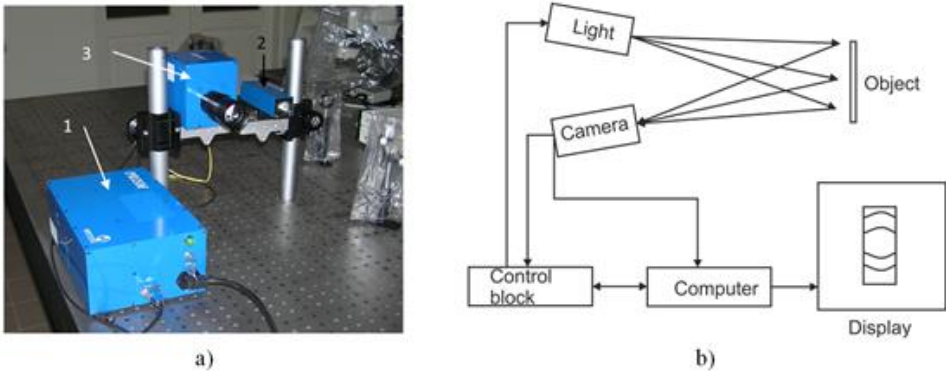 3
2
1
Light
Object
Camera
Control
block
Computer
Display
a)
b)